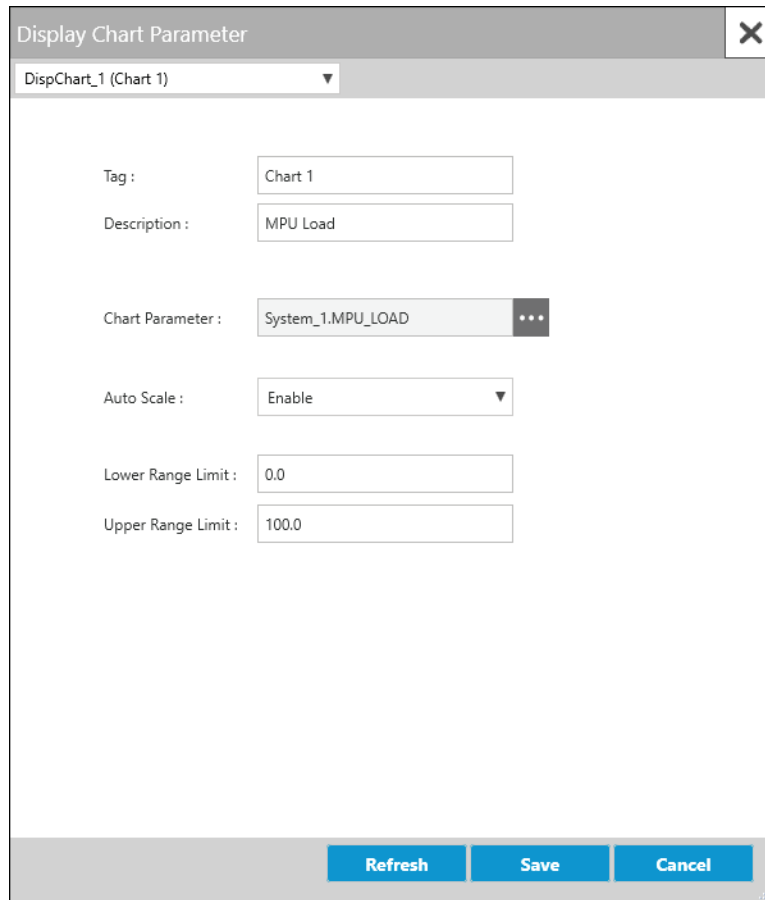 Display Chart Parameter
DispChart_1 (Chart 1)
Tag : Chart 1
Description : MPU Load
Chart Parameter : System_1.MPU_LOAD
Auto Scale : Enable
Lower Range Limit : 0.0
Upper Range Limit : 100.0
Refresh Save Cancel